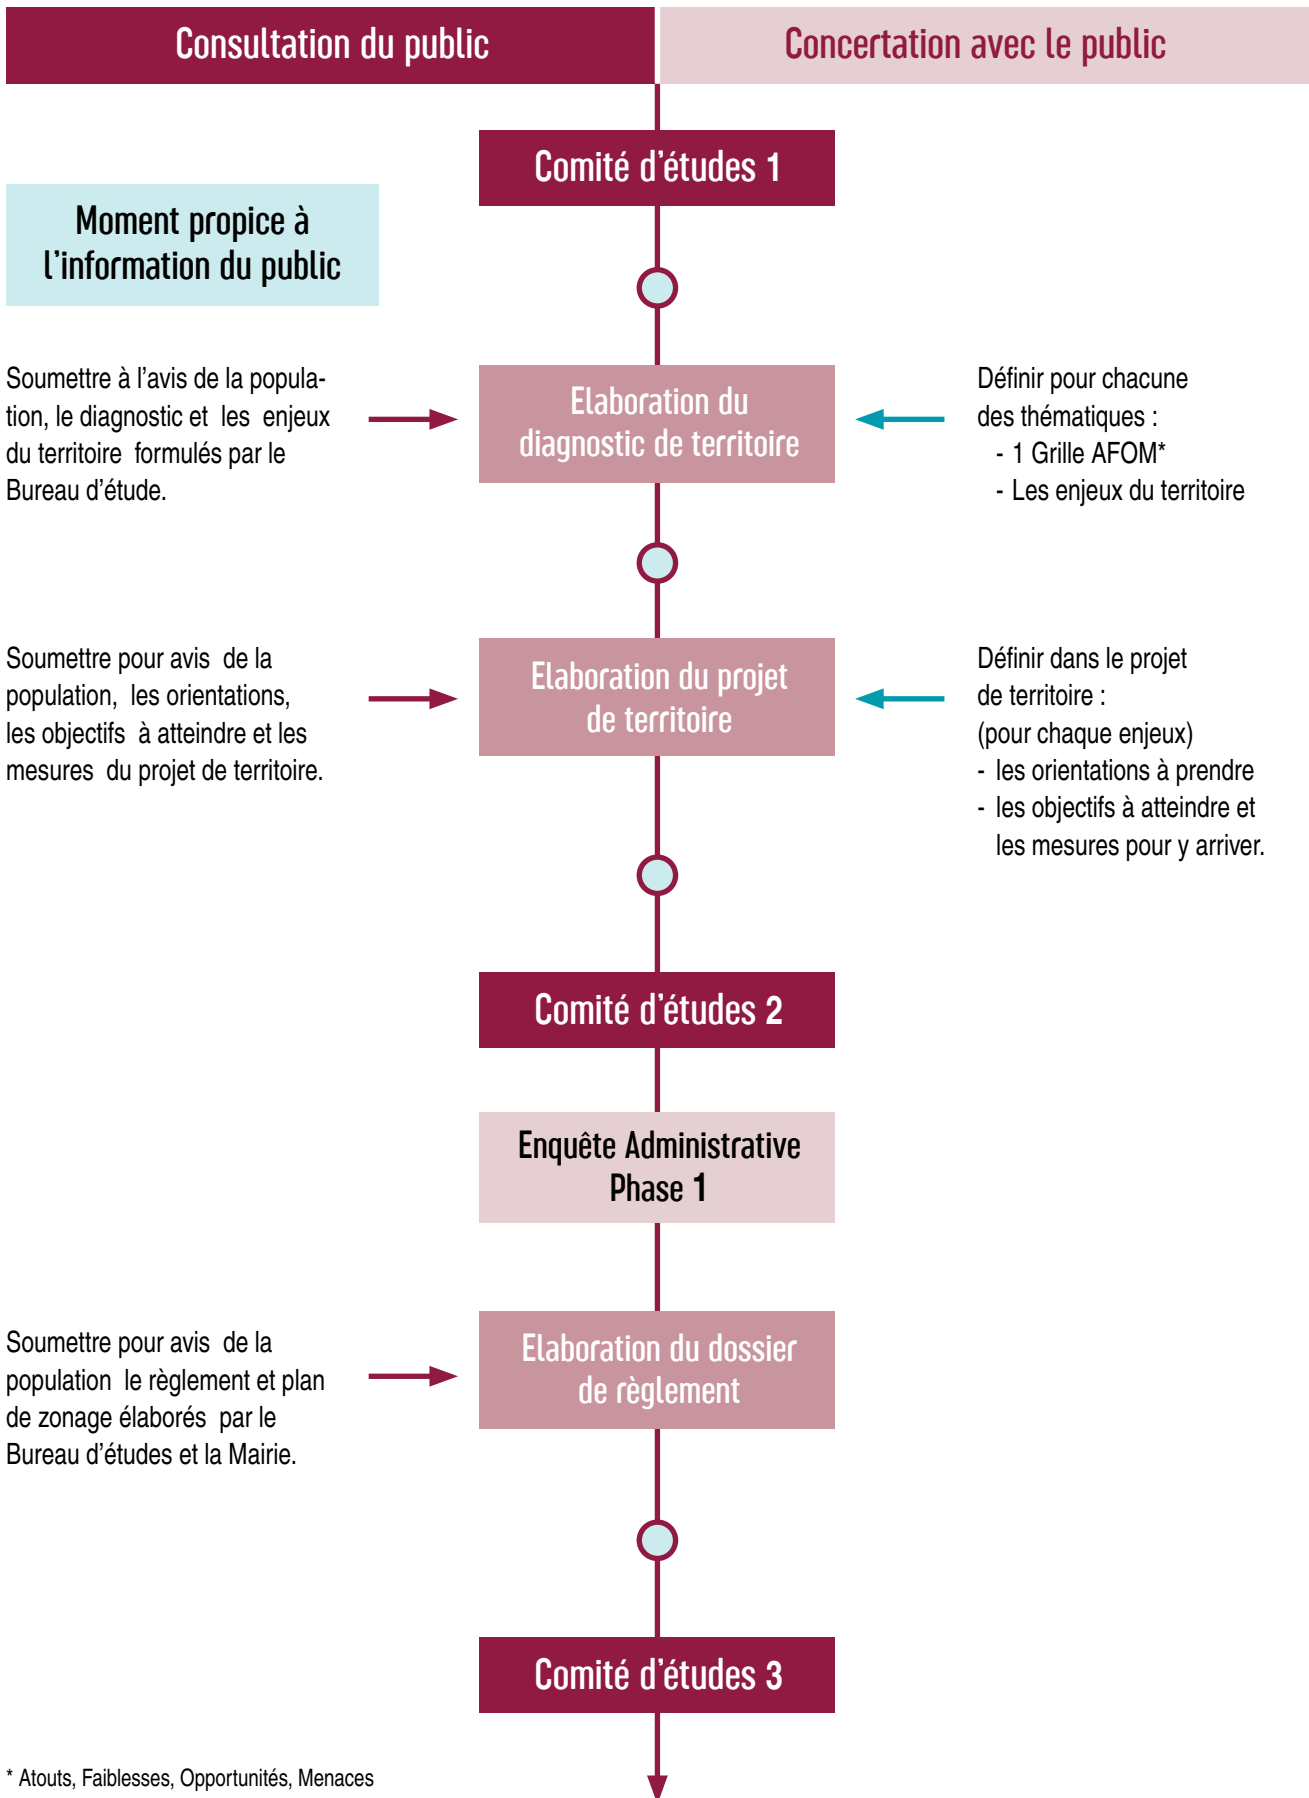 Consultation du public
Concertation avec le public
Comité d'études 1
Moment propice à
l'information du public
Soumettre à l'avis de la popula-
tion, le diagnostic et les enjeux
du territoire formulés par le
Bureau d'étude.
Elaboration du
diagnostic de territoire
Définir pour chacune
des thématiques :
- 1 Grille AFOM*
- Les enjeux du territoire
Soumettre pour avis de la
population, les orientations,
les objectifs à atteindre et les
mesures du projet de territoire.
Elaboration du projet
de territoire
Définir dans le projet
de territoire :
(pour chaque enjeux)
- les orientations à prendre
- les objectifs à atteindre et
les mesures pour y arriver.
Comité d'études 2
Enquête Administrative
Phase 1
Soumettre pour avis de la
population le règlement et plan
de zonage élaborés par le
Bureau d'études et la Mairie.
Elaboration du dossier
de règlement
Comité d'études 3
* Atouts, Faiblesses, Opportunités, Menaces